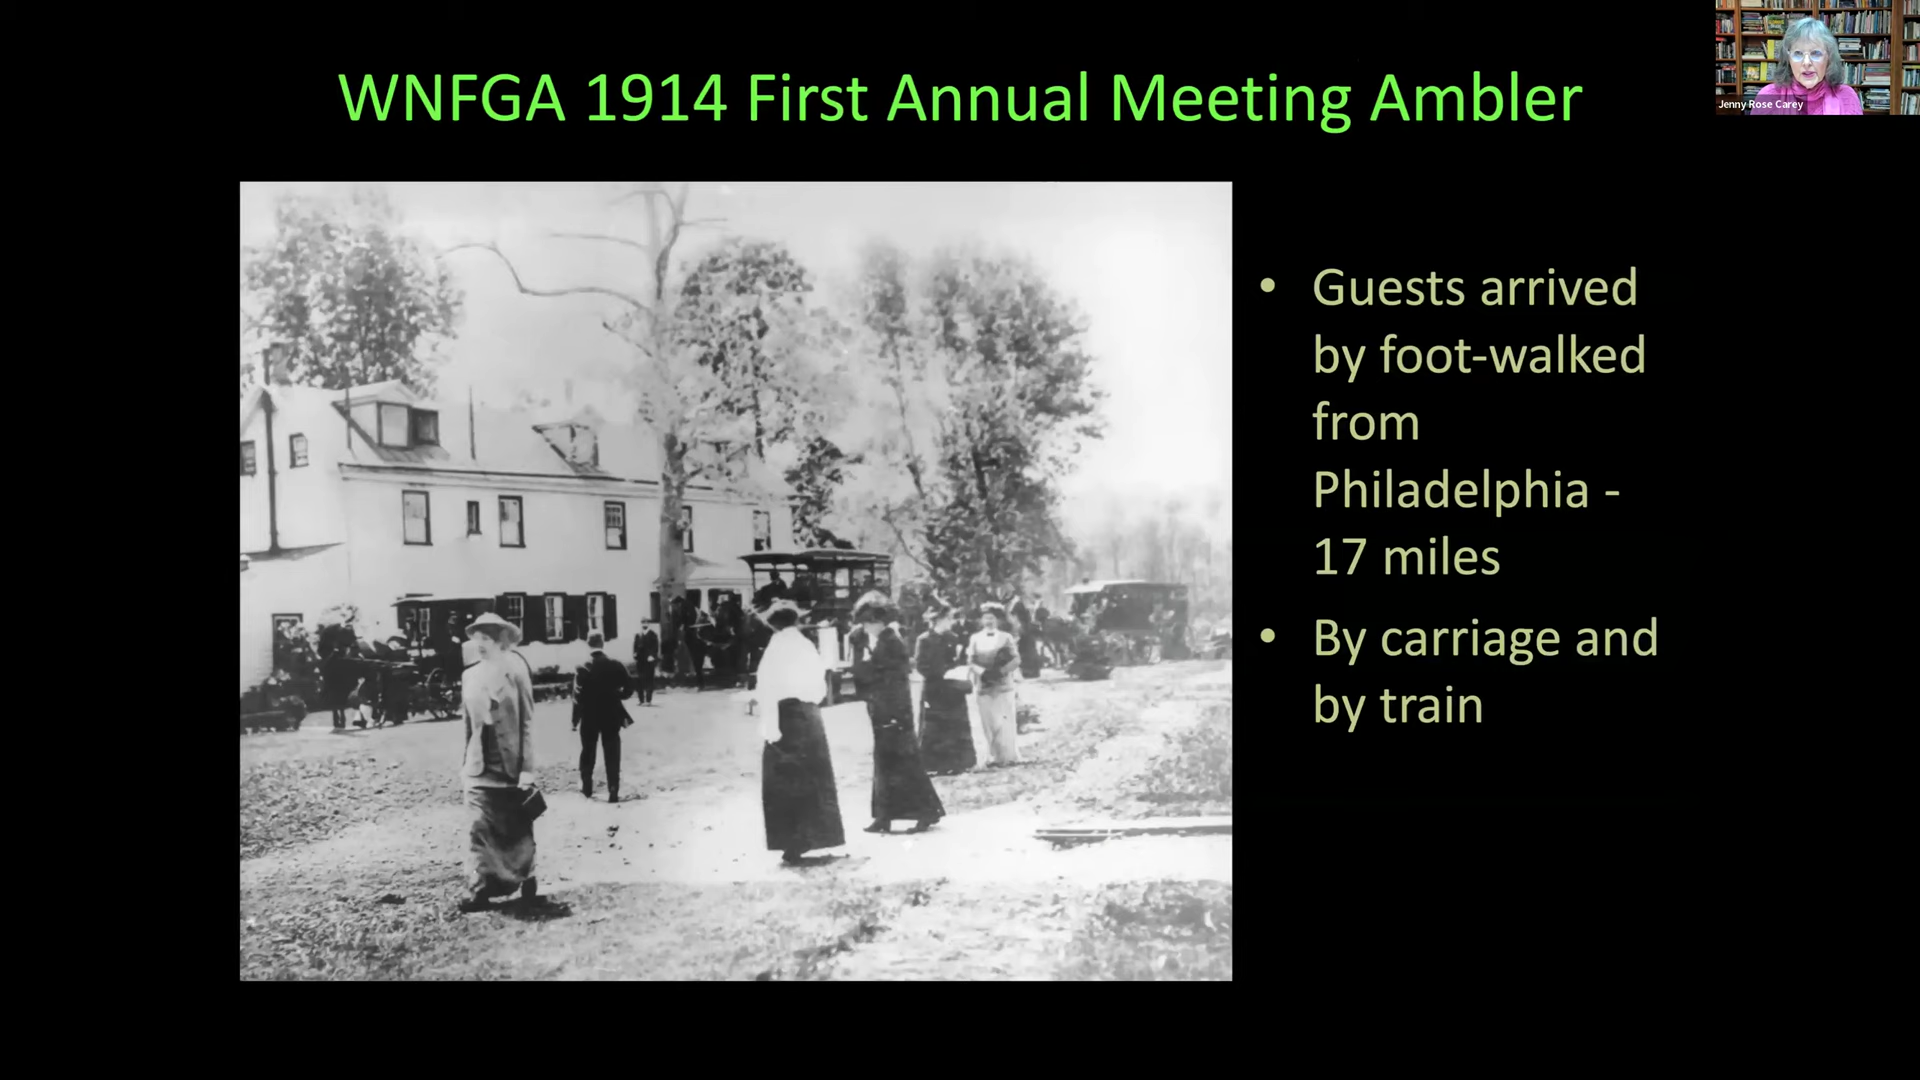 WNFGA 1914 First Annual Meeting Ambler
Jenny Rose Carey
• Guests arrived
by foot-walked
from
Philadelphia -
17 miles
• By carriage and
by train